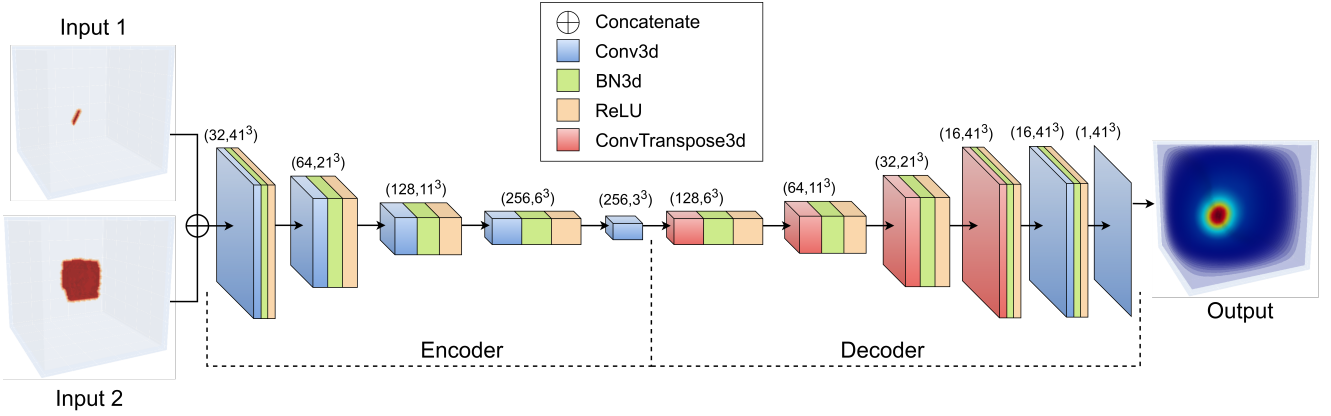 Input 1
Concatenate
Conv3d
BN3d
ReLU
ConvTranspose3d
(32,41³)
(64,21³)
(128,11³)
(256,6³)
(256,3³)
(128,6³)
(64,11³)
(32,21³)
(16,41³)
(16,41³)
(1,41³)
Input 2
Encoder
Decoder
Output